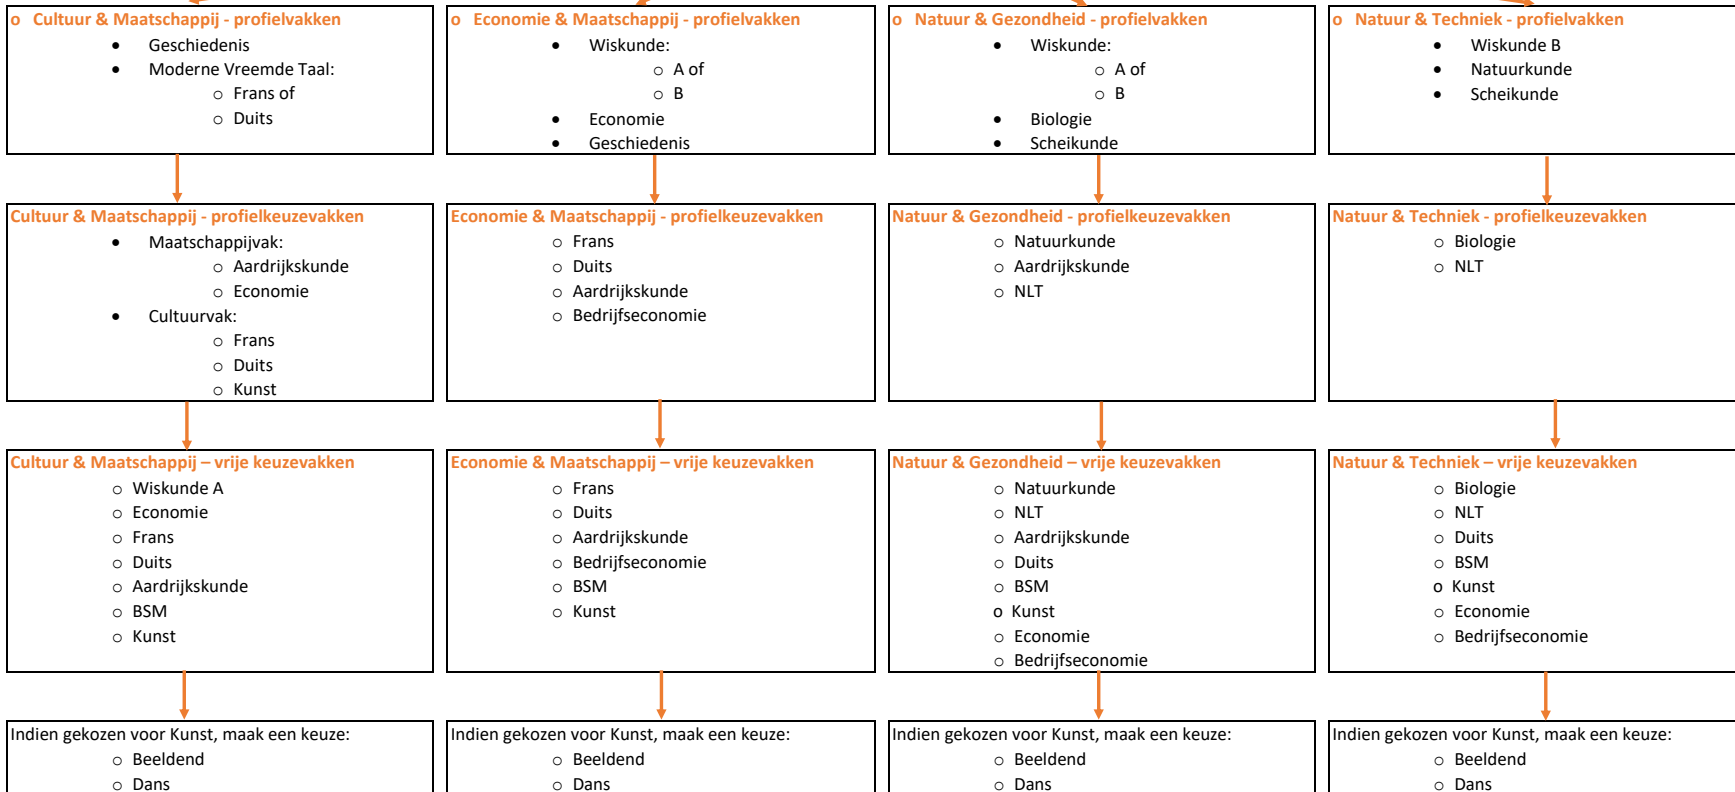 o Cultuur & Maatschappij - profielvakken
• Geschiedenis
• Moderne Vreemde Taal:
o Frans of
o Duits
o Economie & Maatschappij - profielvakken
• Wiskunde:
o A of
o B
• Economie
• Geschiedenis
o Natuur & Gezondheid - profielvakken
• Wiskunde:
o A of
o B
• Biologie
• Scheikunde
o Natuur & Techniek - profielvakken
• Wiskunde B
• Natuurkunde
• Scheikunde
Cultuur & Maatschappij - profielkeuzevakken
• Maatschappijvak:
o Aardrijkskunde
o Economie
• Cultuurvak:
o Frans
o Duits
o Kunst
Economie & Maatschappij - profielkeuzevakken
o Frans
o Duits
o Aardrijkskunde
o Bedrijfseconomie
Natuur & Gezondheid - profielkeuzevakken
o Natuurkunde
o Aardrijkskunde
o NLT
Natuur & Techniek - profielkeuzevakken
o Biologie
o NLT
Cultuur & Maatschappij – vrije keuzevakken
o Wiskunde A
o Economie
o Frans
o Duits
o Aardrijkskunde
o BSM
o Kunst
Economie & Maatschappij – vrije keuzevakken
o Frans
o Duits
o Aardrijkskunde
o Bedrijfseconomie
o BSM
o Kunst
Natuur & Gezondheid – vrije keuzevakken
o Natuurkunde
o NLT
o Aardrijkskunde
o Duits
o BSM
o Kunst
o Economie
o Bedrijfseconomie
Natuur & Techniek – vrije keuzevakken
o Biologie
o NLT
o Duits
o BSM
o Kunst
o Economie
o Bedrijfseconomie
Indien gekozen voor Kunst, maak een keuze:
o Beeldend
o Dans
Indien gekozen voor Kunst, maak een keuze:
o Beeldend
o Dans
Indien gekozen voor Kunst, maak een keuze:
o Beeldend
o Dans
Indien gekozen voor Kunst, maak een keuze:
o Beeldend
o Dans